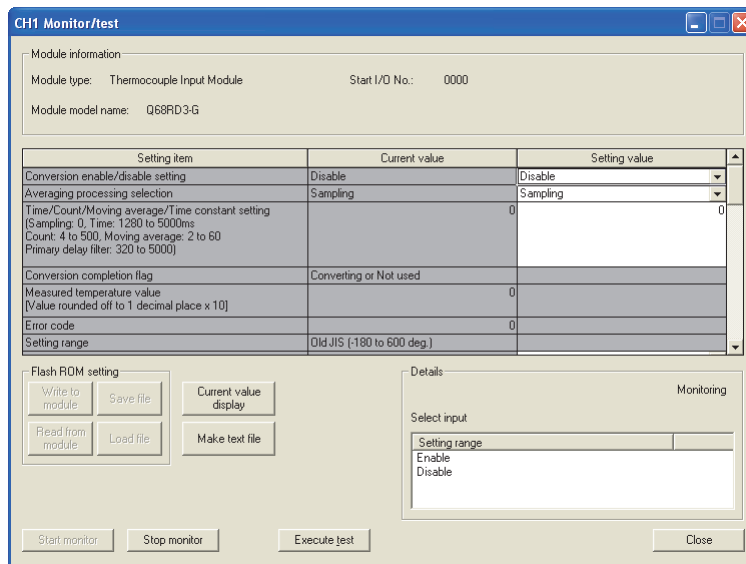 CH1 Monitor/test
Module information
Module type: Thermocouple Input Module Start I/O No.: 0000
Module model name: Q68RD3-G
Setting item Current value Setting value
Conversion enable/disable setting Disable Disable
Averaging processing selection Sampling Sampling
Time/Count/Moving average/Time constant setting 0 0
(Sampling: 0, Time: 1280 to 5000ms
Count: 4 to 500, Moving average: 2 to 60
Primary delay filter: 320 to 5000)
Conversion completion flag Converting or Not used
Measured temperature value 0
[Value rounded off to 1 decimal place x 10]
Error code 0
Setting range Old JIS (-180 to 600 deg.)
Flash ROM setting
Write to
module
Save file
Current value
display
Read from
module
Load file
Make text file
Details
Monitoring
Select input
Setting range
Enable
Disable
Start monitor Stop monitor Execute test Close